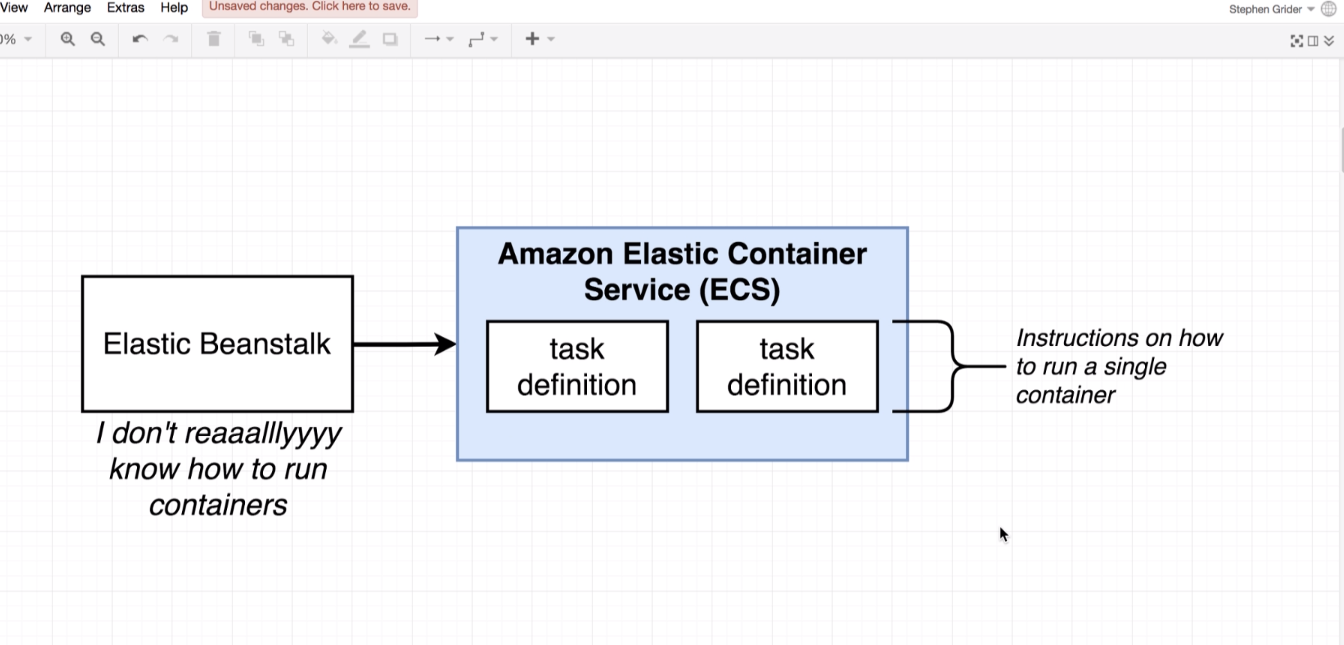 View Arrange Extras Help Unsaved changes. Click here to save. Stephen Grider
0%
Amazon Elastic Container
Service (ECS)
Elastic Beanstalk
task
definition
task
definition
Instructions on how
to run a single
container
I don't reaaalllyyyy
know how to run
containers